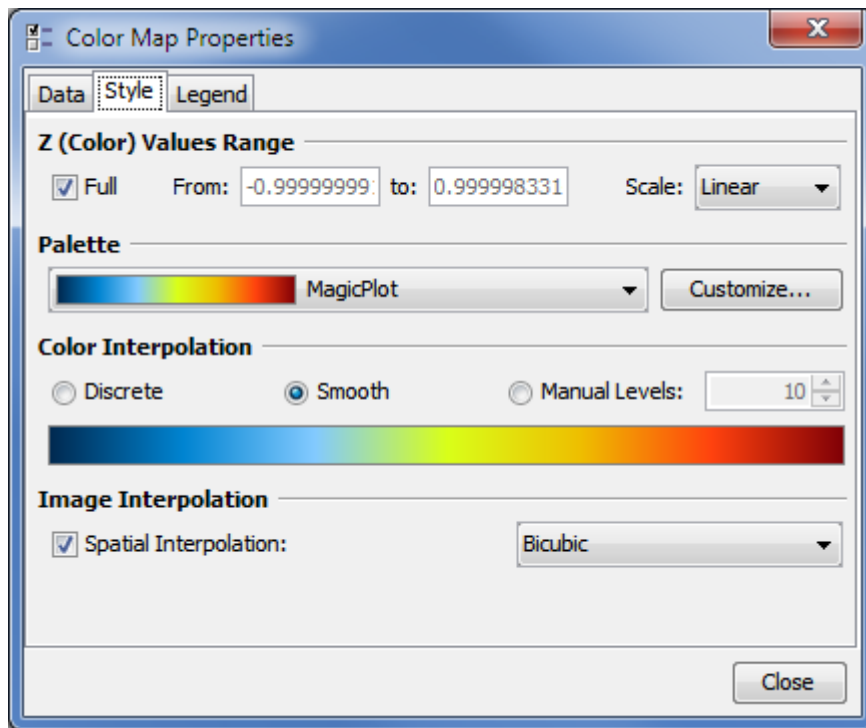 Color Map Properties
Data Style Legend
Z (Color) Values Range
Full From: -0.99999999 to: 0.999998331 Scale: Linear
Palette
MagicPlot Customize...
Color Interpolation
Discrete Smooth Manual Levels: 10
Image Interpolation
Spatial Interpolation: Bicubic
Close